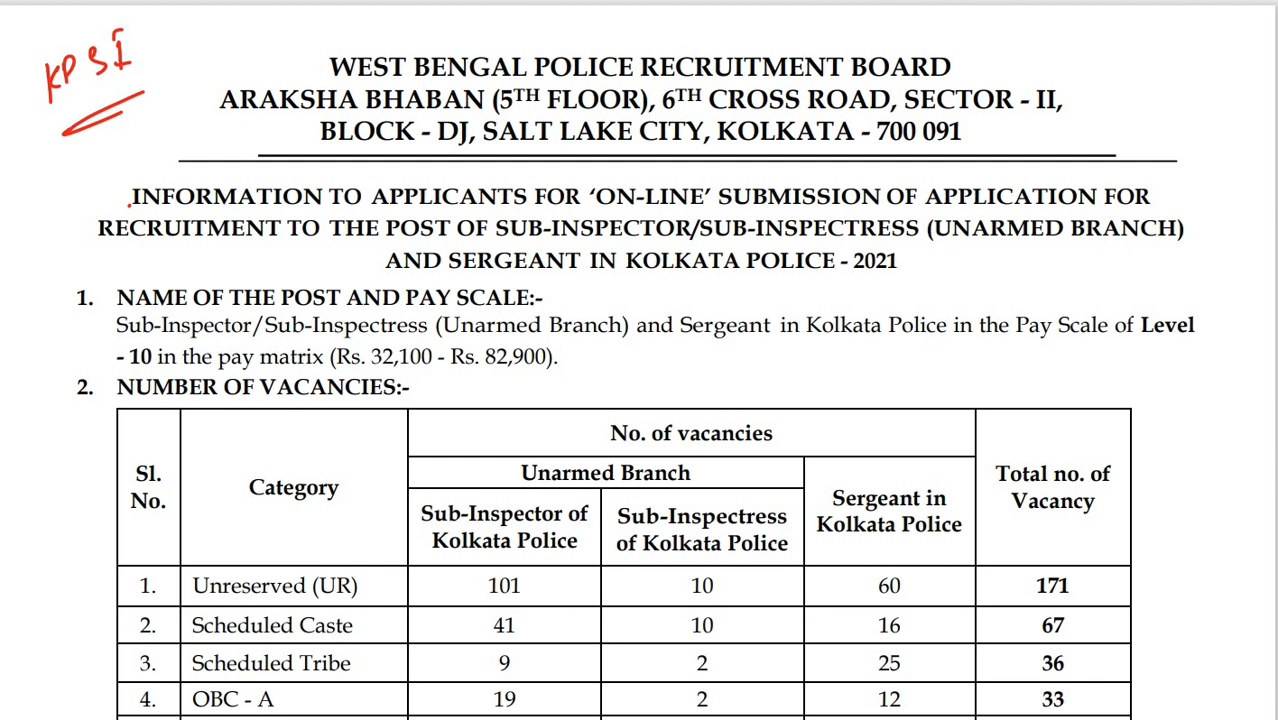 KPSI
WEST BENGAL POLICE RECRUITMENT BOARD
ARAKSHA BHABAN (5TH FLOOR), 6TH CROSS ROAD, SECTOR - II,
BLOCK - DJ, SALT LAKE CITY, KOLKATA - 700 091
INFORMATION TO APPLICANTS FOR ‘ON-LINE’ SUBMISSION OF APPLICATION FOR
RECRUITMENT TO THE POST OF SUB-INSPECTOR/SUB-INSPECTRESS (UNARMED BRANCH)
AND SERGEANT IN KOLKATA POLICE - 2021
1. NAME OF THE POST AND PAY SCALE:-
Sub-Inspector/Sub-Inspectress (Unarmed Branch) and Sergeant in Kolkata Police in the Pay Scale of Level
- 10 in the pay matrix (Rs. 32,100 - Rs. 82,900).
2. NUMBER OF VACANCIES:-
Sl.
No.
Category
No. of vacancies
Unarmed Branch
Sub-Inspector of
Kolkata Police
Sub-Inspectress
of Kolkata Police
Sergeant in
Kolkata Police
Total no. of
Vacancy
1. Unreserved (UR) 101 10 60 171
2. Scheduled Caste 41 10 16 67
3. Scheduled Tribe 9 2 25 36
4. OBC - A 19 2 12 33